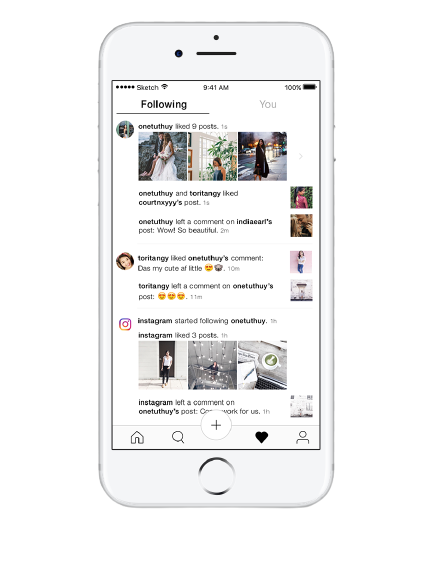 Sketch 9:41 AM 100%
Following You
onetuthuy liked 9 posts. 1s
onetuthuy and toritangy liked
courtnxyyy's post. 1s
onetuthuy left a comment on indiaearl's
post: Wow! So beautiful. 2m
toritangy liked onetuthuy's comment:
Das my cute af little 😍🐨. 10m
toritangy left a comment on onetuthuy's
post: 😍😍😍. 11m
instagram started following onetuthuy. 1h
instagram liked 3 posts. 1h
instagram left a comment on
onetuthuy's post: work for us. 1h